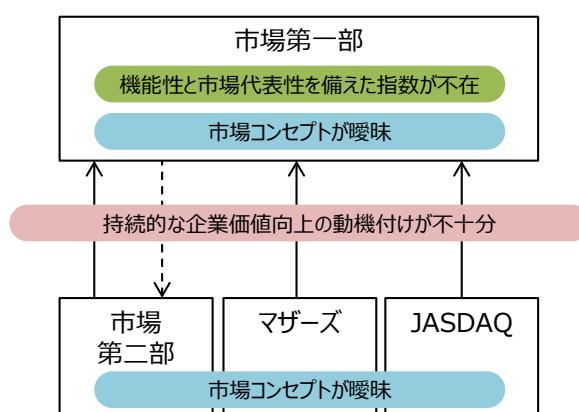 市場第一部
機能性と市場代表性を備えた指数が不在
市場コンセプトが曖昧
持続的な企業価値向上の動機付けが不十分
市場
第二部
マザーズ
JASDAQ
市場コンセプトが曖昧